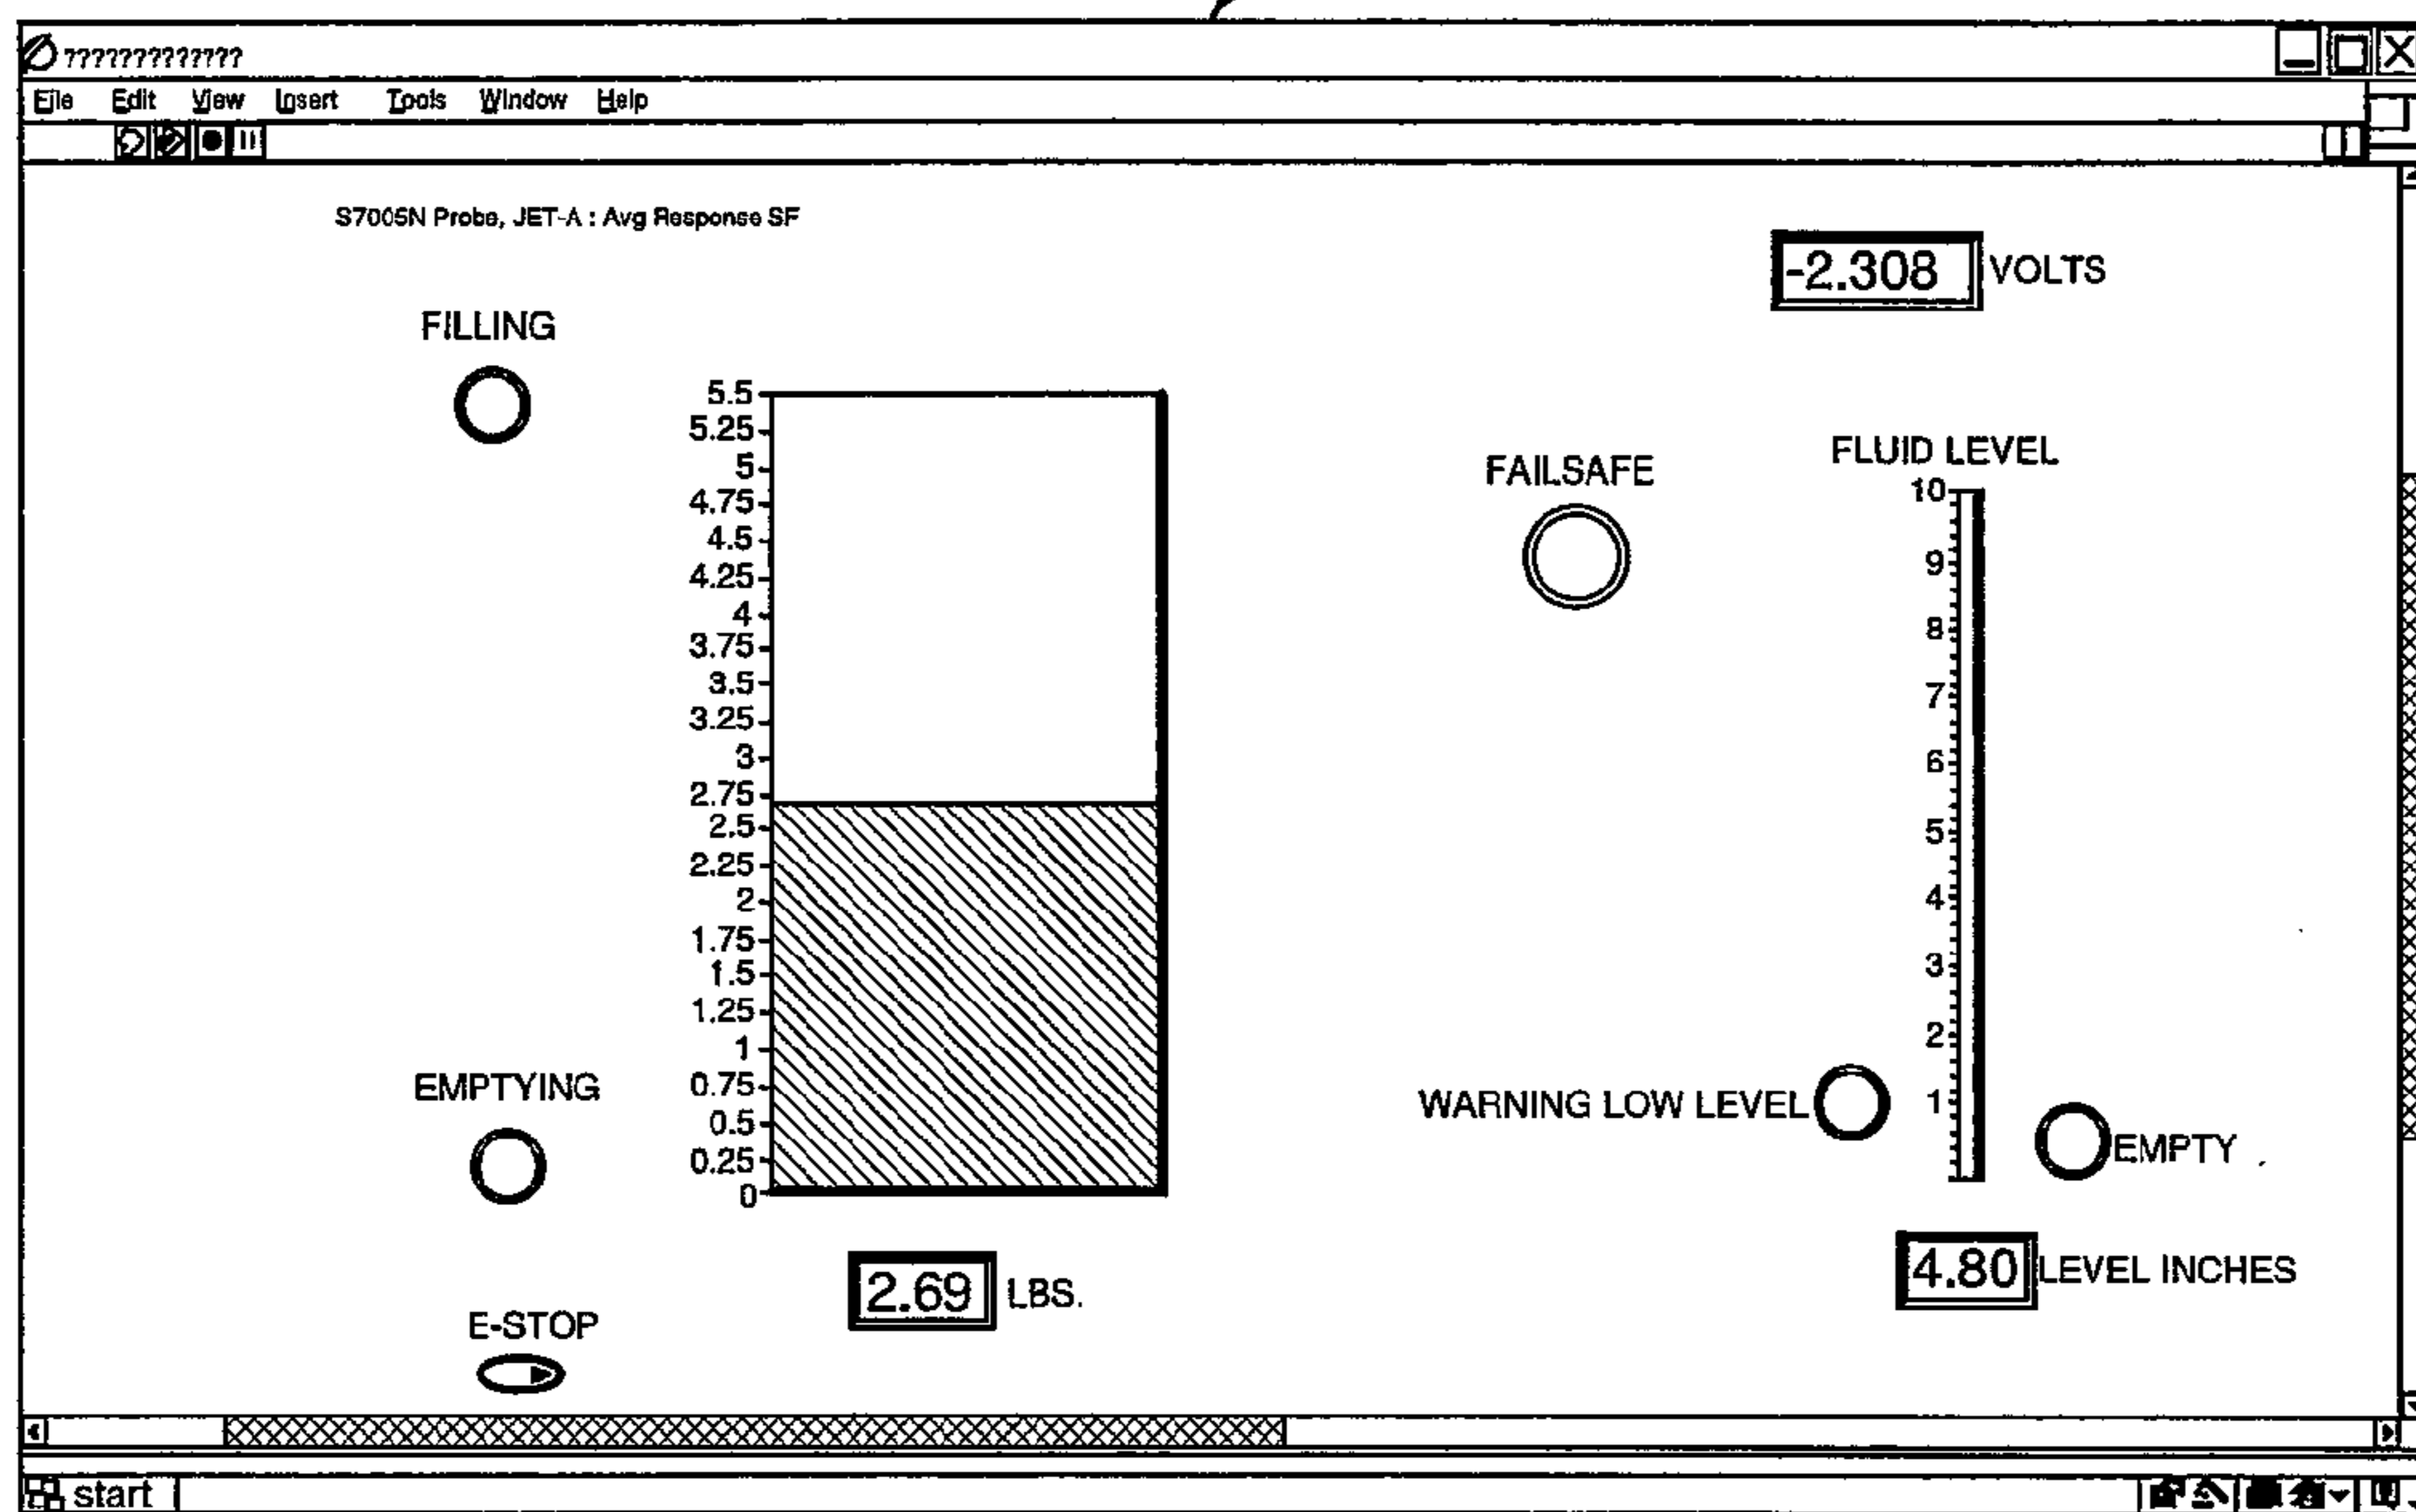 ?????????????
File Edit View Insert Tools Window Help
S7005N Probe, JET-A : Avg Response SF
-2.308 VOLTS
FILLING
5.5
5.25
5
4.75
4.5
4.25
4
3.75
3.5
3.25
3
2.75
2.5
2.25
2
1.75
1.5
1.25
1
0.75
0.5
0.25
0
FAILSAFE
FLUID LEVEL
10
9
8
7
6
5
4
3
2
1
EMPTYING
WARNING LOW LEVEL
EMPTY
2.69 LBS.
4.80 LEVEL INCHES
E-STOP
start